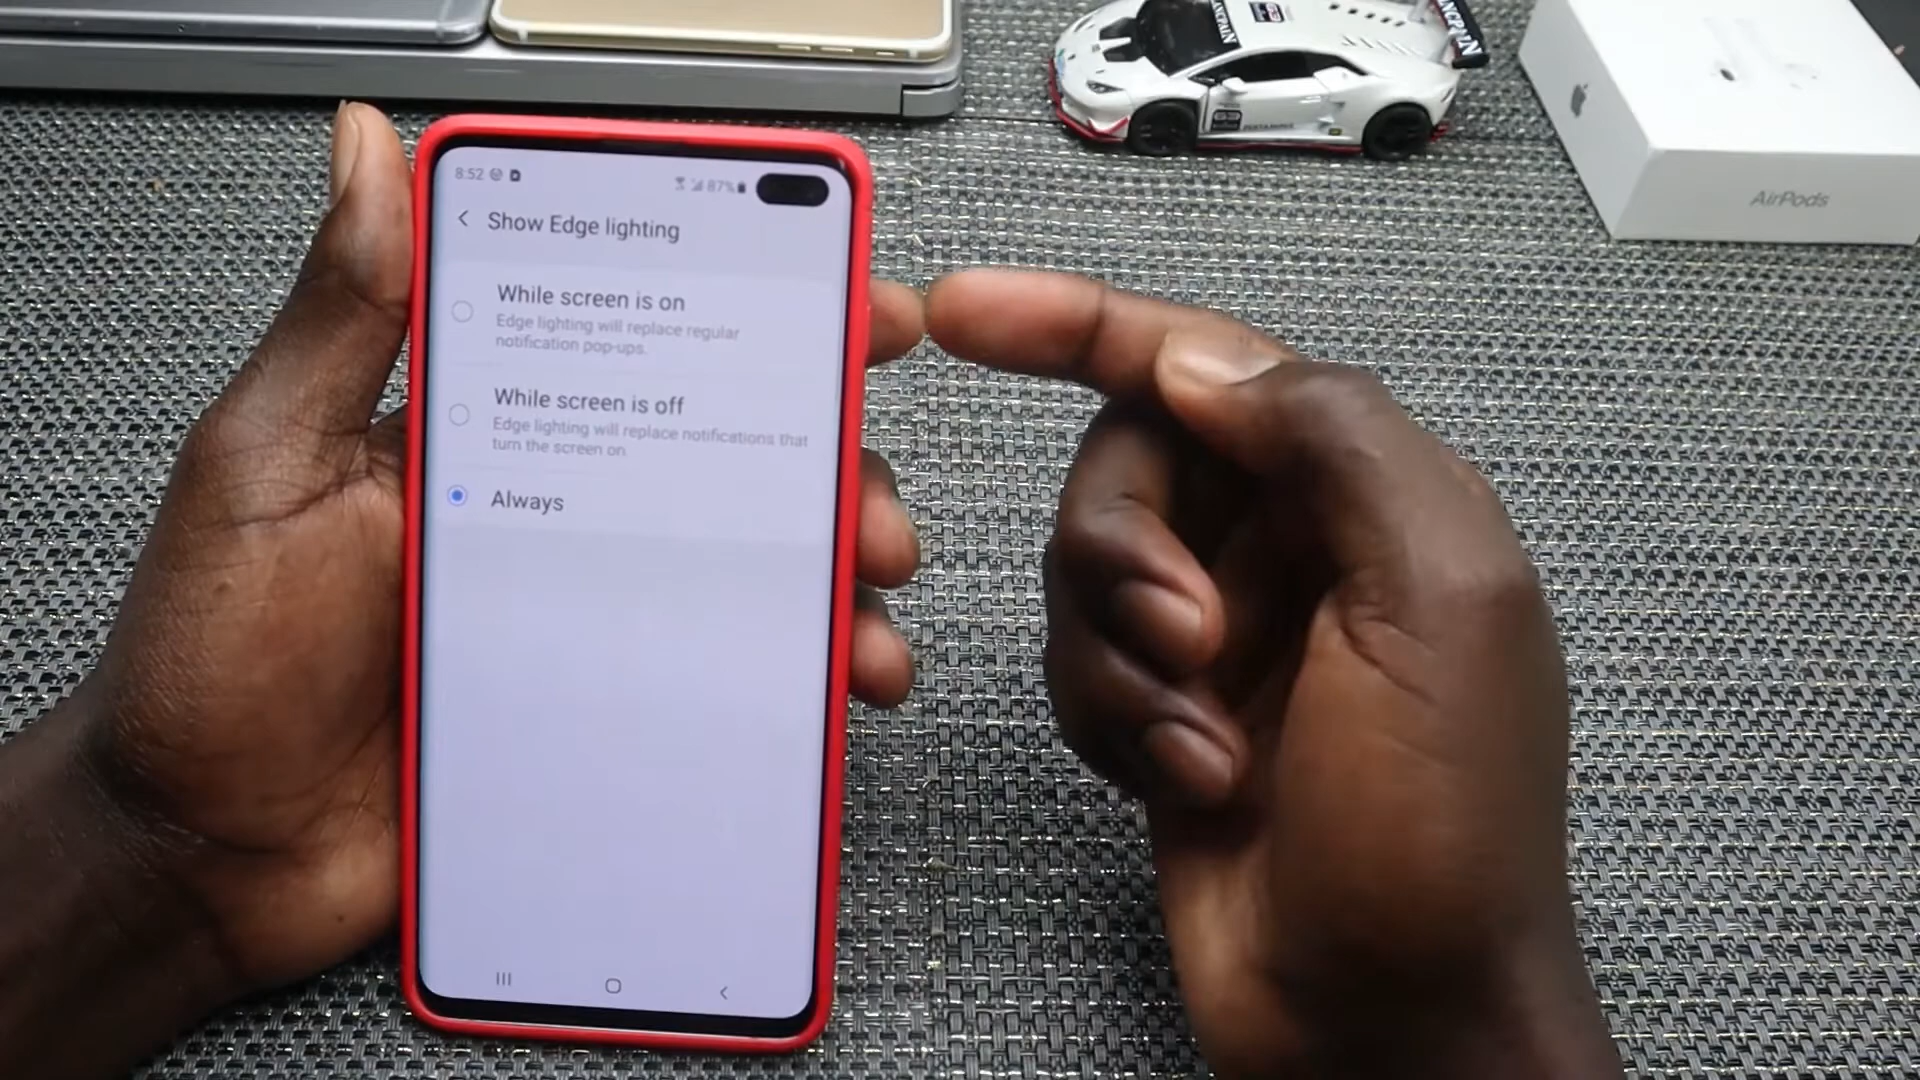 8:52
87%
Show Edge lighting
While screen is on
Edge lighting will replace regular
notification pop-ups.
While screen is off
Edge lighting will replace notifications that
turn the screen on.
Always
AirPods